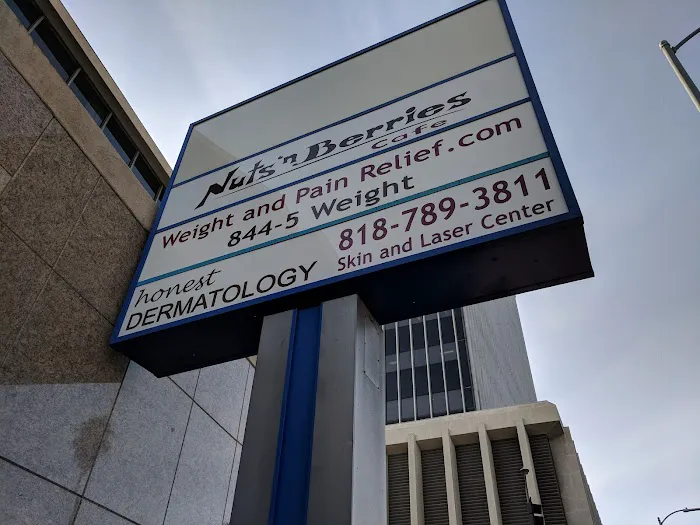 Nuts 'n Berries
Cafe
Weight and Pain Relief.com
844-5 Weight
honest
DERMATOLOGY
818-789-3811
Skin and Laser Center